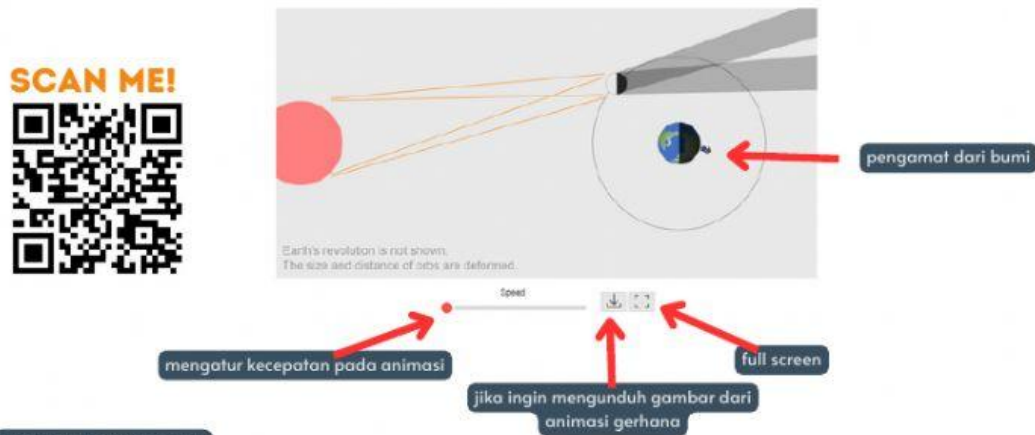 SCAN ME!
pengamat dari bumi
Earth's revolution is not shown.
The size and distance of orbs are deformed.
Speed
mengatur kecepatan pada animasi
full screen
jika ingin mengunduh gambar dari
animasi gerhana